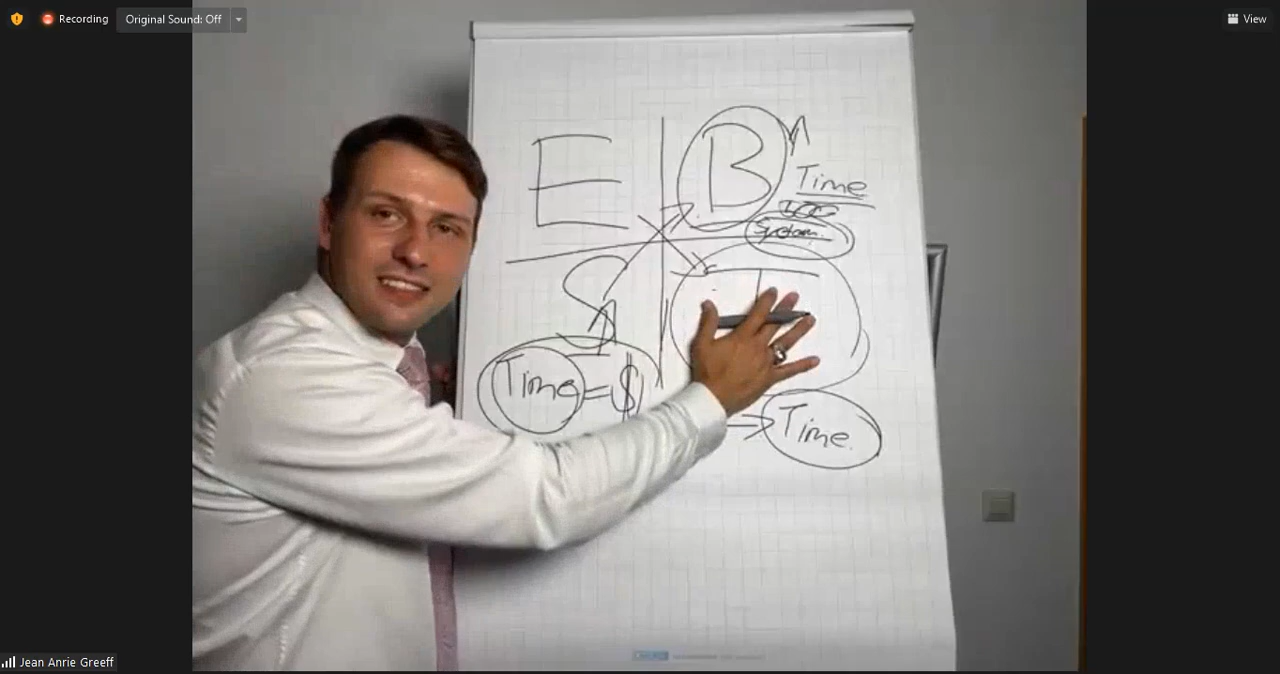 Recording
Original Sound: Off
View
E
B
Time
System.
S
I
Time = $
⇒ Time.
Jean Anrie Greeff